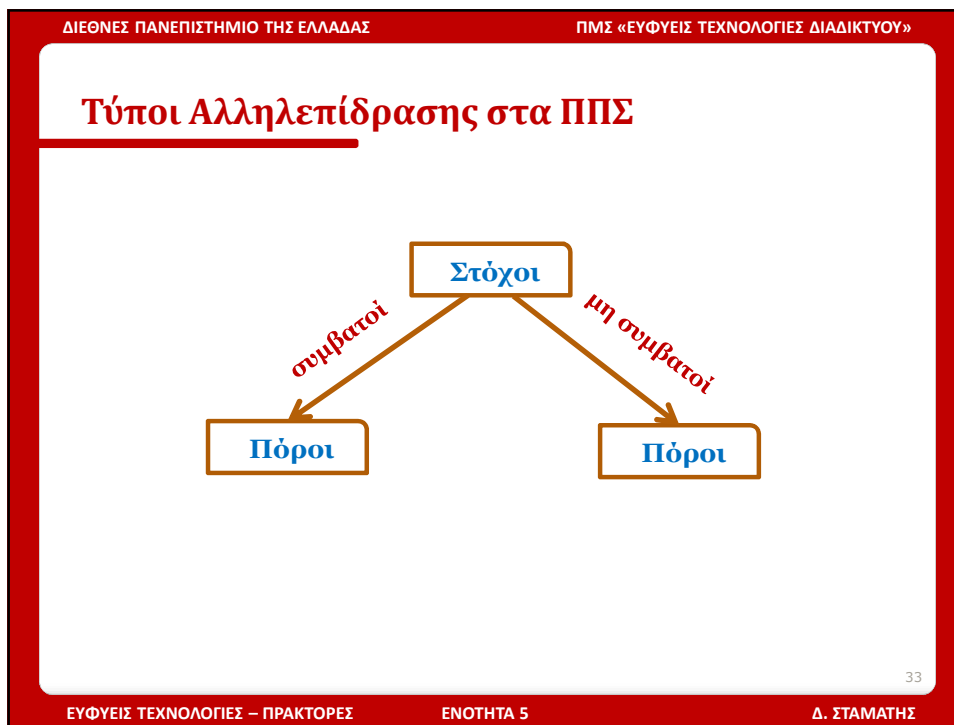 ΔΙΕΘΝΕΣ ΠΑΝΕΠΙΣΤΗΜΙΟ ΤΗΣ ΕΛΛΑΔΑΣ
ΠΜΣ «ΕΥΦΥΕΙΣ ΤΕΧΝΟΛΟΓΙΕΣ ΔΙΑΔΙΚΤΥΟΥ»
Τύποι Αλληλεπίδρασης στα ΠΠΣ
Στόχοι
συμβατοί
μη συμβατοί
Πόροι
Πόροι
33
ΕΥΦΥΕΙΣ ΤΕΧΝΟΛΟΓΙΕΣ – ΠΡΑΚΤΟΡΕΣ
ΕΝΟΤΗΤΑ 5
Δ. ΣΤΑΜΑΤΗΣ